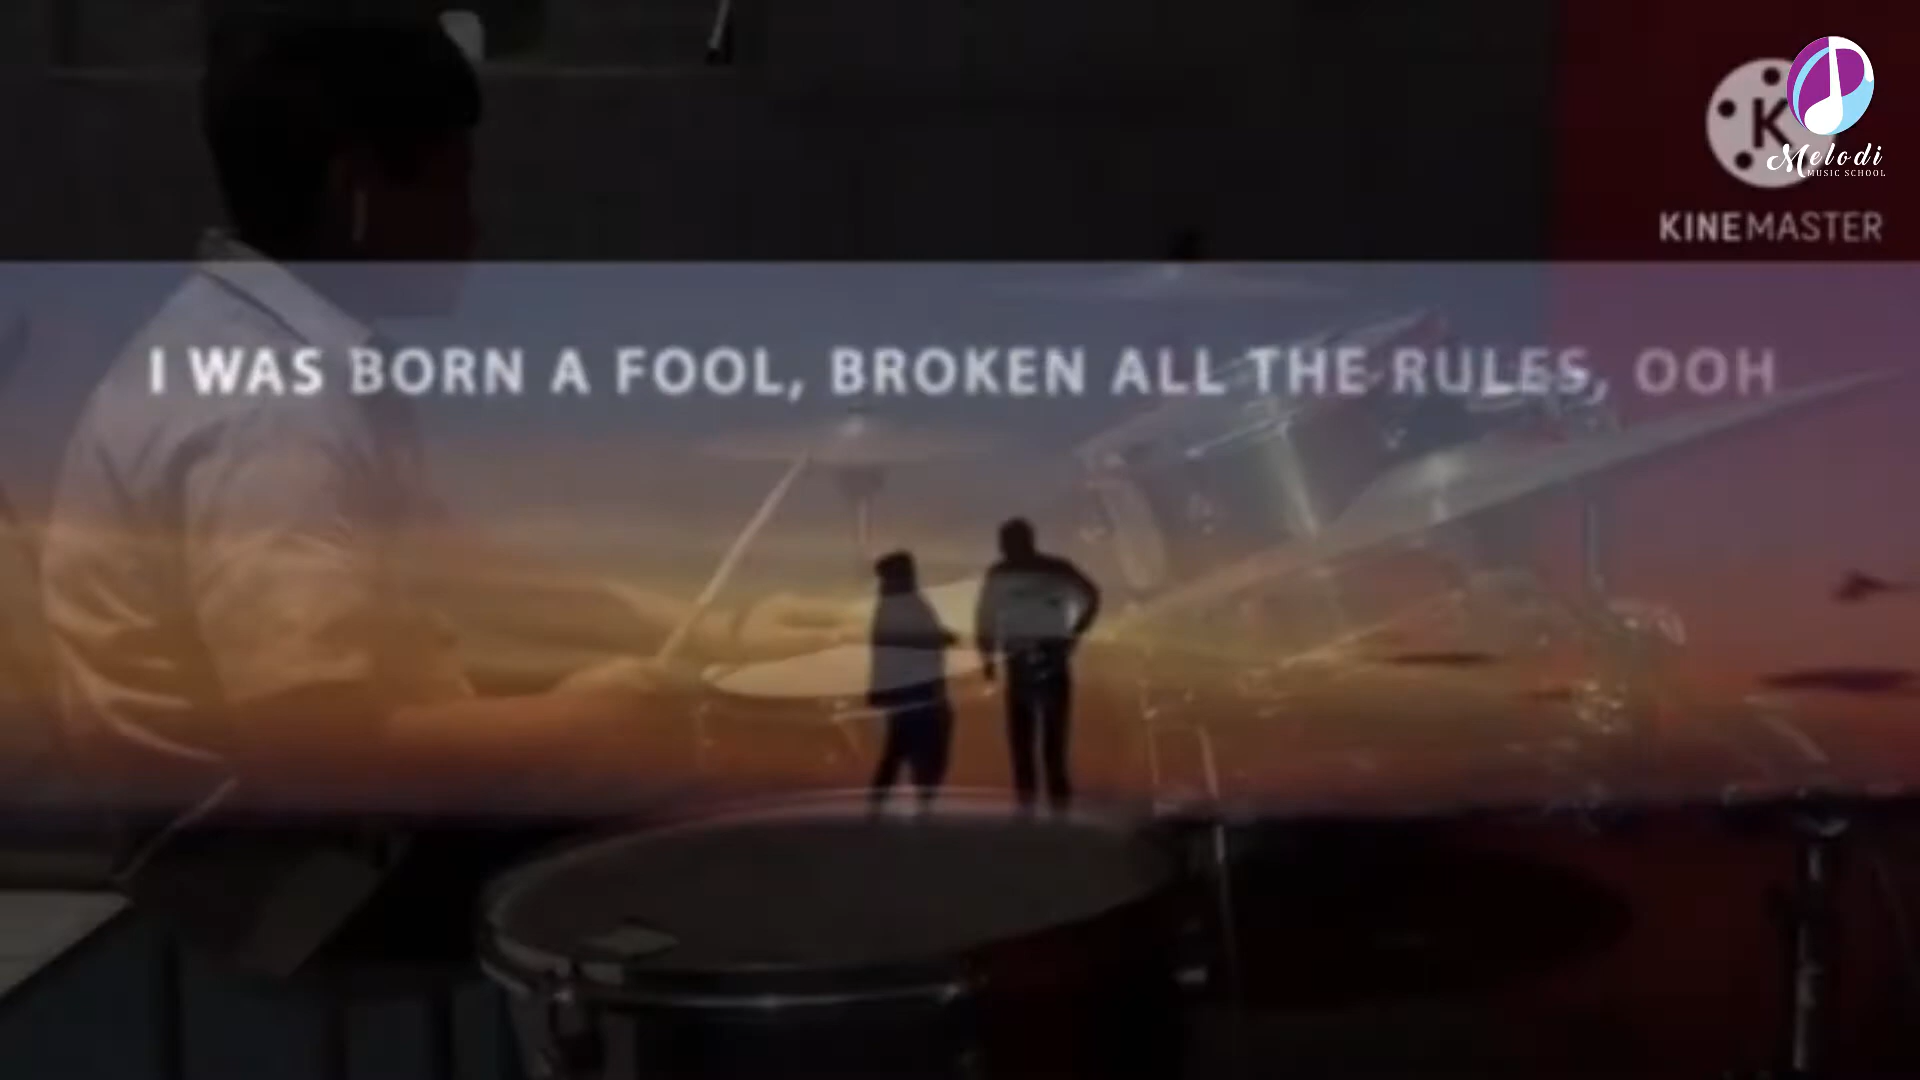 K
Melodi
MUSIC SCHOOL
KINEMASTER
I WAS BORN A FOOL, BROKEN ALL THE RULES, OOH